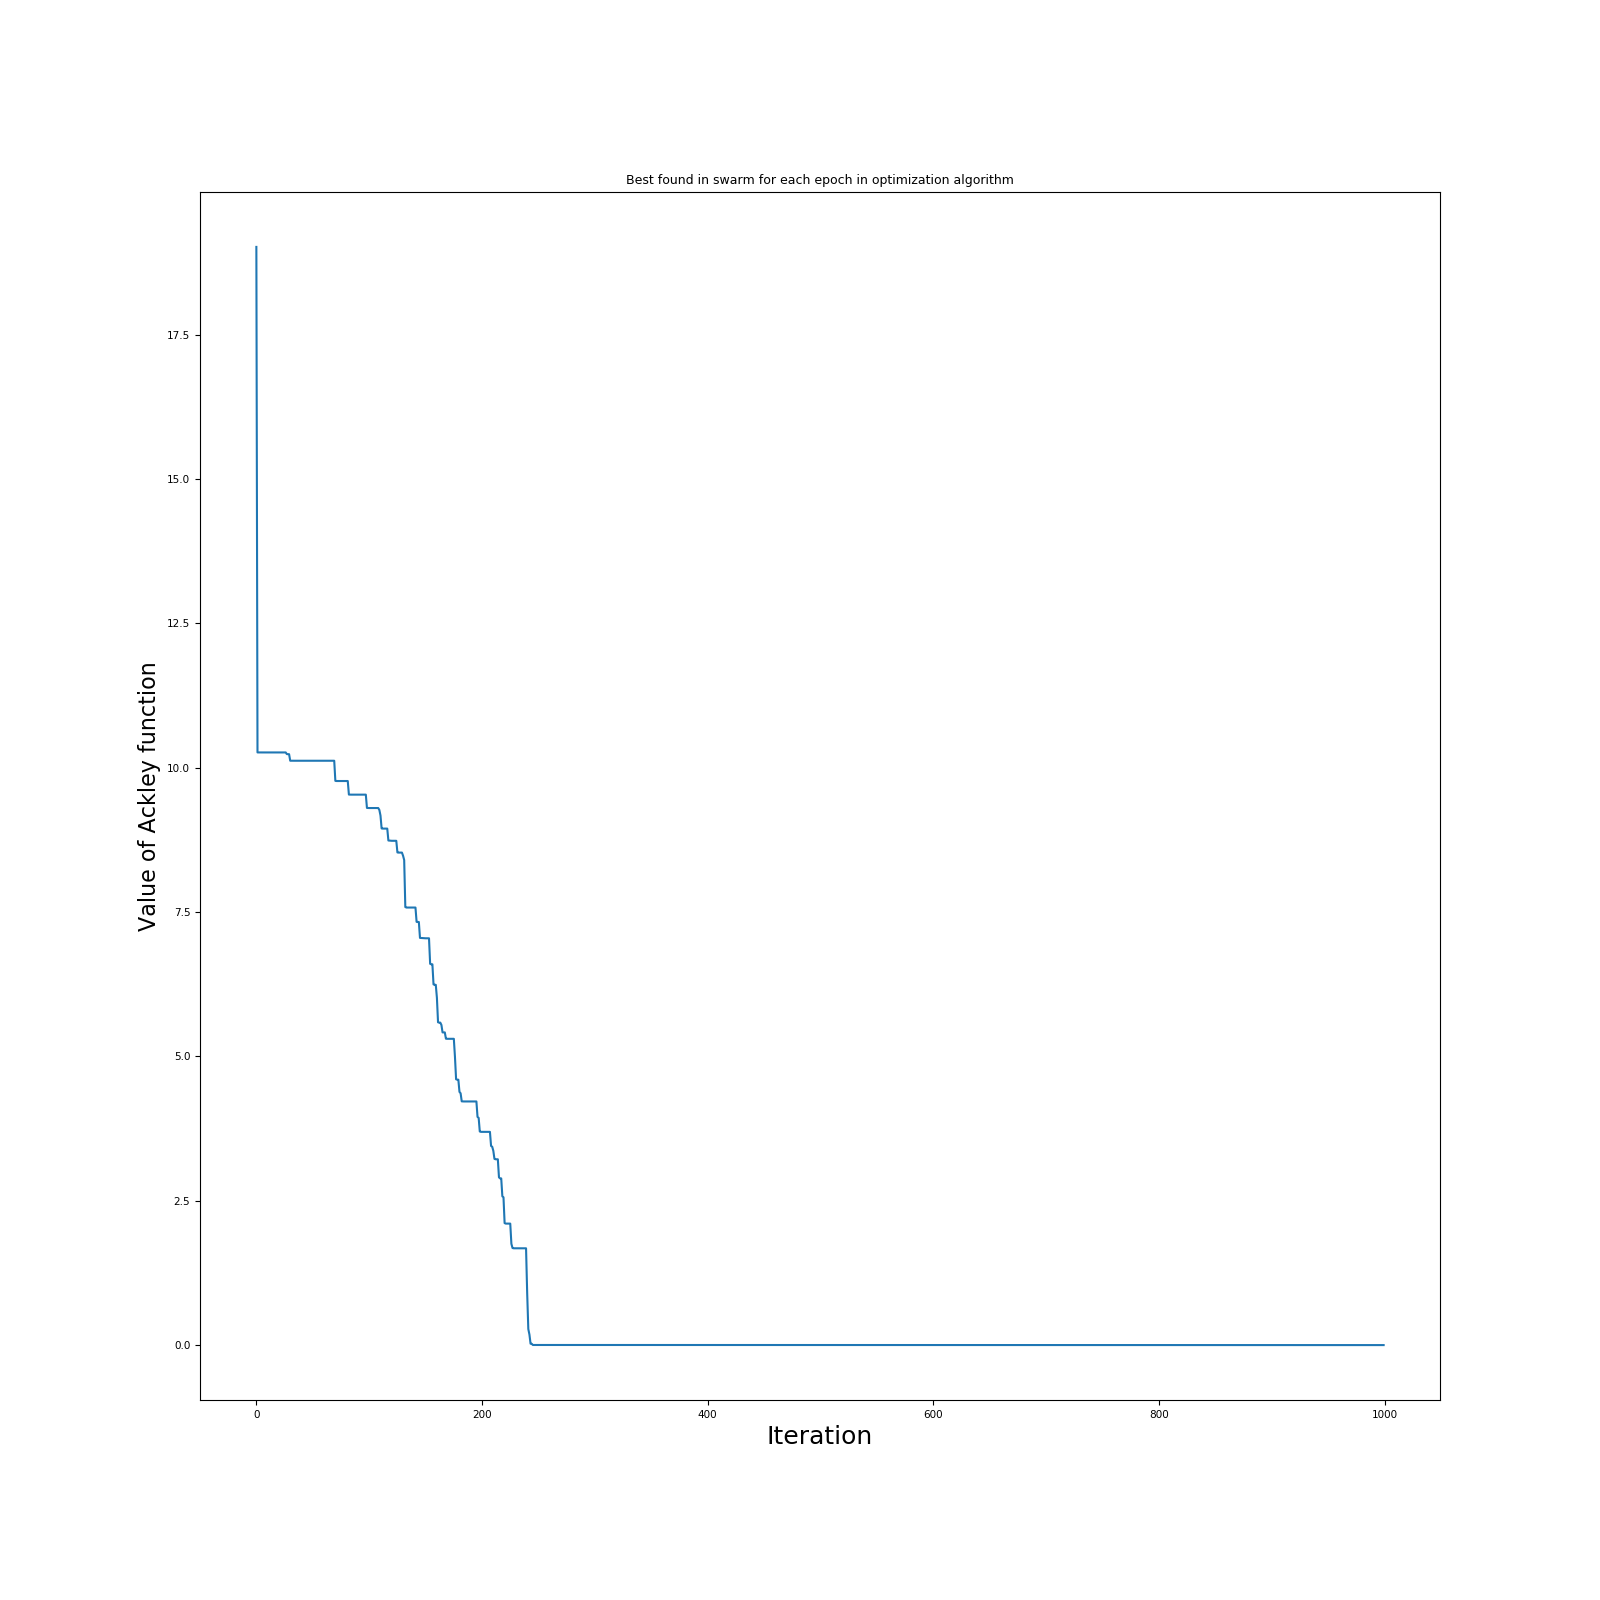 Best found in swarm for each epoch in optimization algorithm
Value of Ackley function
17.5
15.0
12.5
10.0
7.5
5.0
2.5
0.0
0 200 400 600 800 1000
Iteration